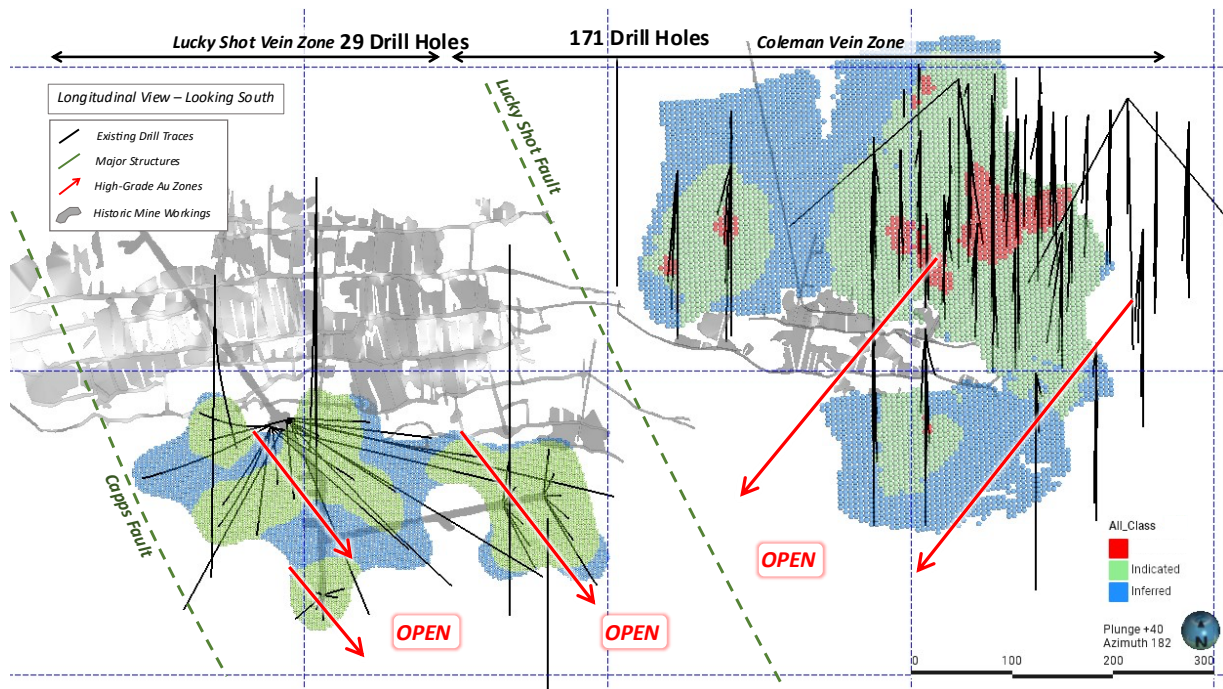 Lucky Shot Vein Zone 29 Drill Holes
171 Drill Holes
Coleman Vein Zone
Longitudinal View – Looking South
Existing Drill Traces
Major Structures
High-Grade Au Zones
Historic Mine Workings
Lucky Shot Fault
Capps Fault
OPEN
OPEN
OPEN
All_Class
Indicated
Inferred
Plunge +40
Azimuth 182
N
0 100 200 300